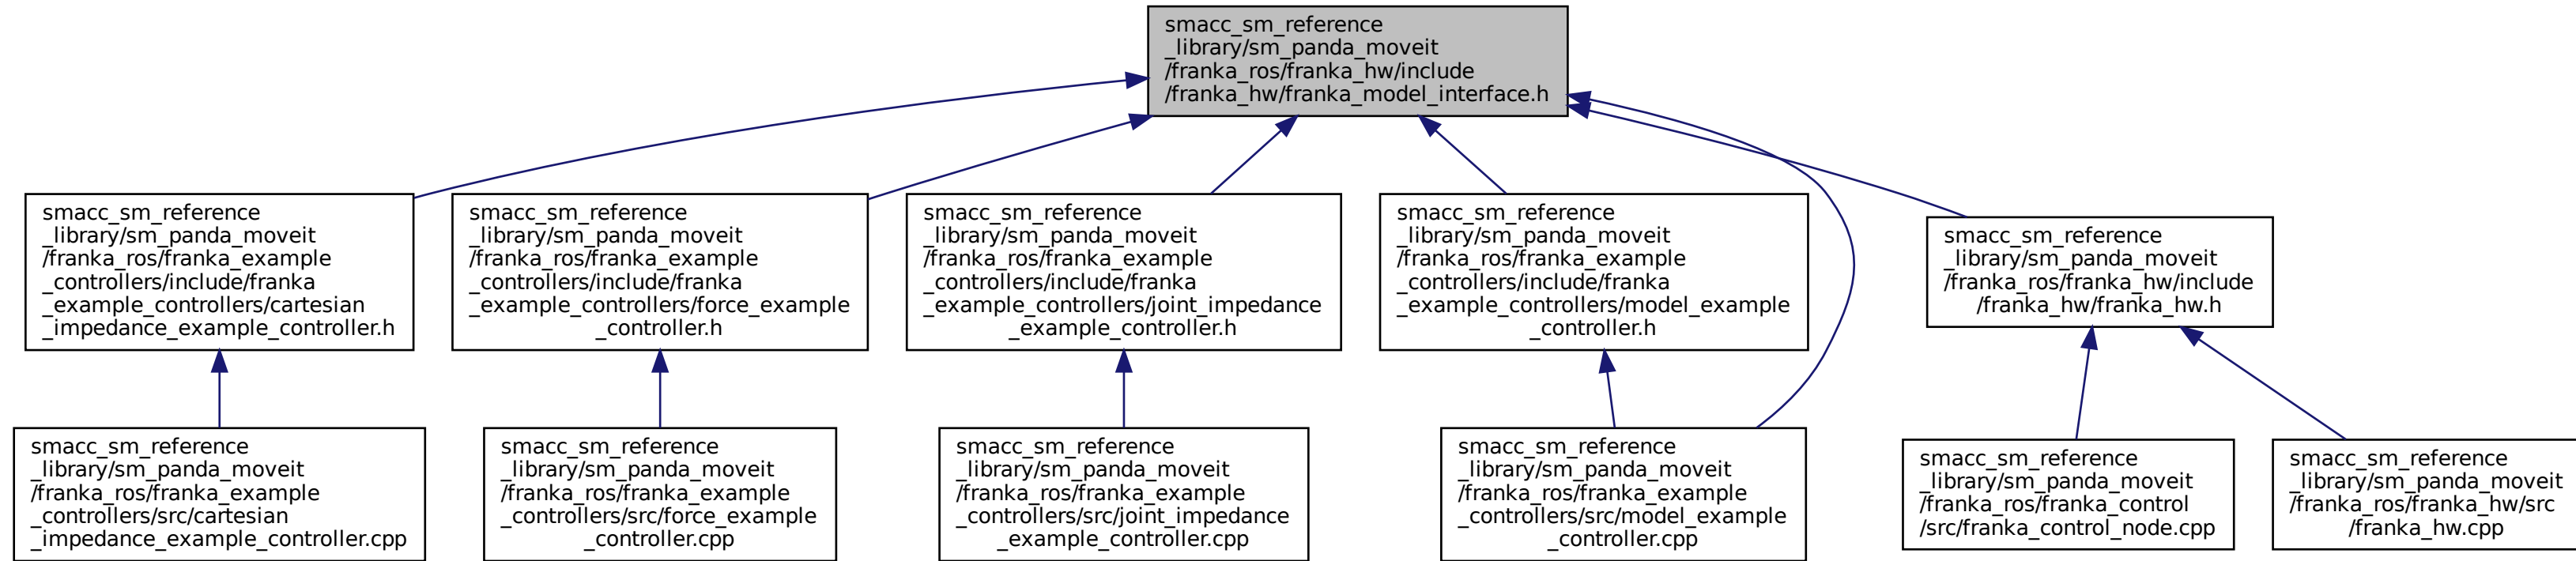 smacc_sm_reference
_library/sm_panda_moveit
/franka_ros/franka_hw/include
/franka_hw/franka_model_interface.h
smacc_sm_reference
_library/sm_panda_moveit
/franka_ros/franka_example
_controllers/include/franka
_example_controllers/cartesian
_impedance_example_controller.h
smacc_sm_reference
_library/sm_panda_moveit
/franka_ros/franka_example
_controllers/include/franka
_example_controllers/force_example
_controller.h
smacc_sm_reference
_library/sm_panda_moveit
/franka_ros/franka_example
_controllers/include/franka
_example_controllers/joint_impedance
_example_controller.h
smacc_sm_reference
_library/sm_panda_moveit
/franka_ros/franka_example
_controllers/include/franka
_example_controllers/model_example
_controller.h
smacc_sm_reference
_library/sm_panda_moveit
/franka_ros/franka_hw/include
/franka_hw/franka_hw.h
smacc_sm_reference
_library/sm_panda_moveit
/franka_ros/franka_example
_controllers/src/cartesian
_impedance_example_controller.cpp
smacc_sm_reference
_library/sm_panda_moveit
/franka_ros/franka_example
_controllers/src/force_example
_controller.cpp
smacc_sm_reference
_library/sm_panda_moveit
/franka_ros/franka_example
_controllers/src/joint_impedance
_example_controller.cpp
smacc_sm_reference
_library/sm_panda_moveit
/franka_ros/franka_example
_controllers/src/model_example
_controller.cpp
smacc_sm_reference
_library/sm_panda_moveit
/franka_ros/franka_control
/src/franka_control_node.cpp
smacc_sm_reference
_library/sm_panda_moveit
/franka_ros/franka_hw/src
/franka_hw.cpp